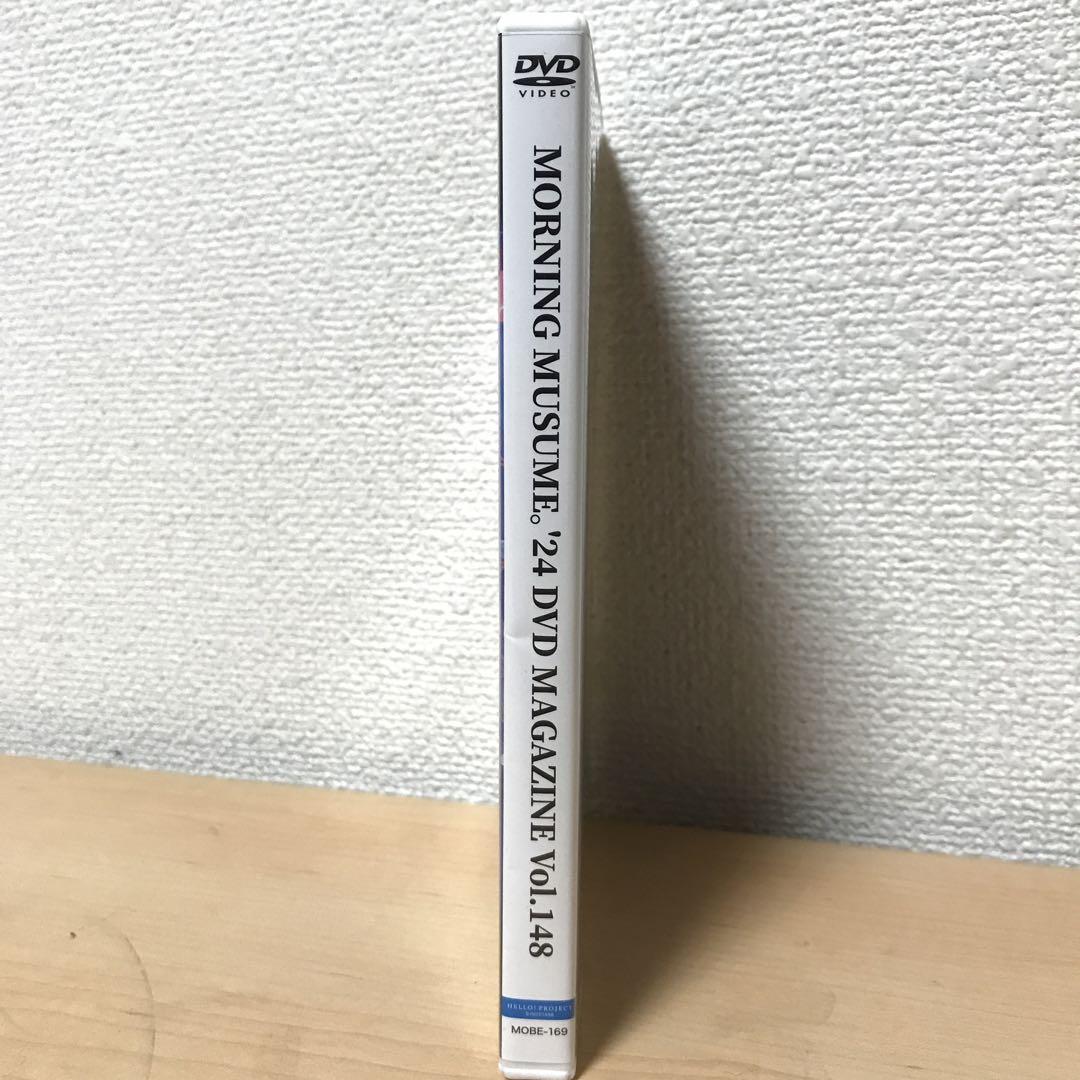 DVD
VIDEO
MORNING MUSUME。'24 DVD MAGAZINE Vol.148
HELLO! PROJECT
MOBE-169